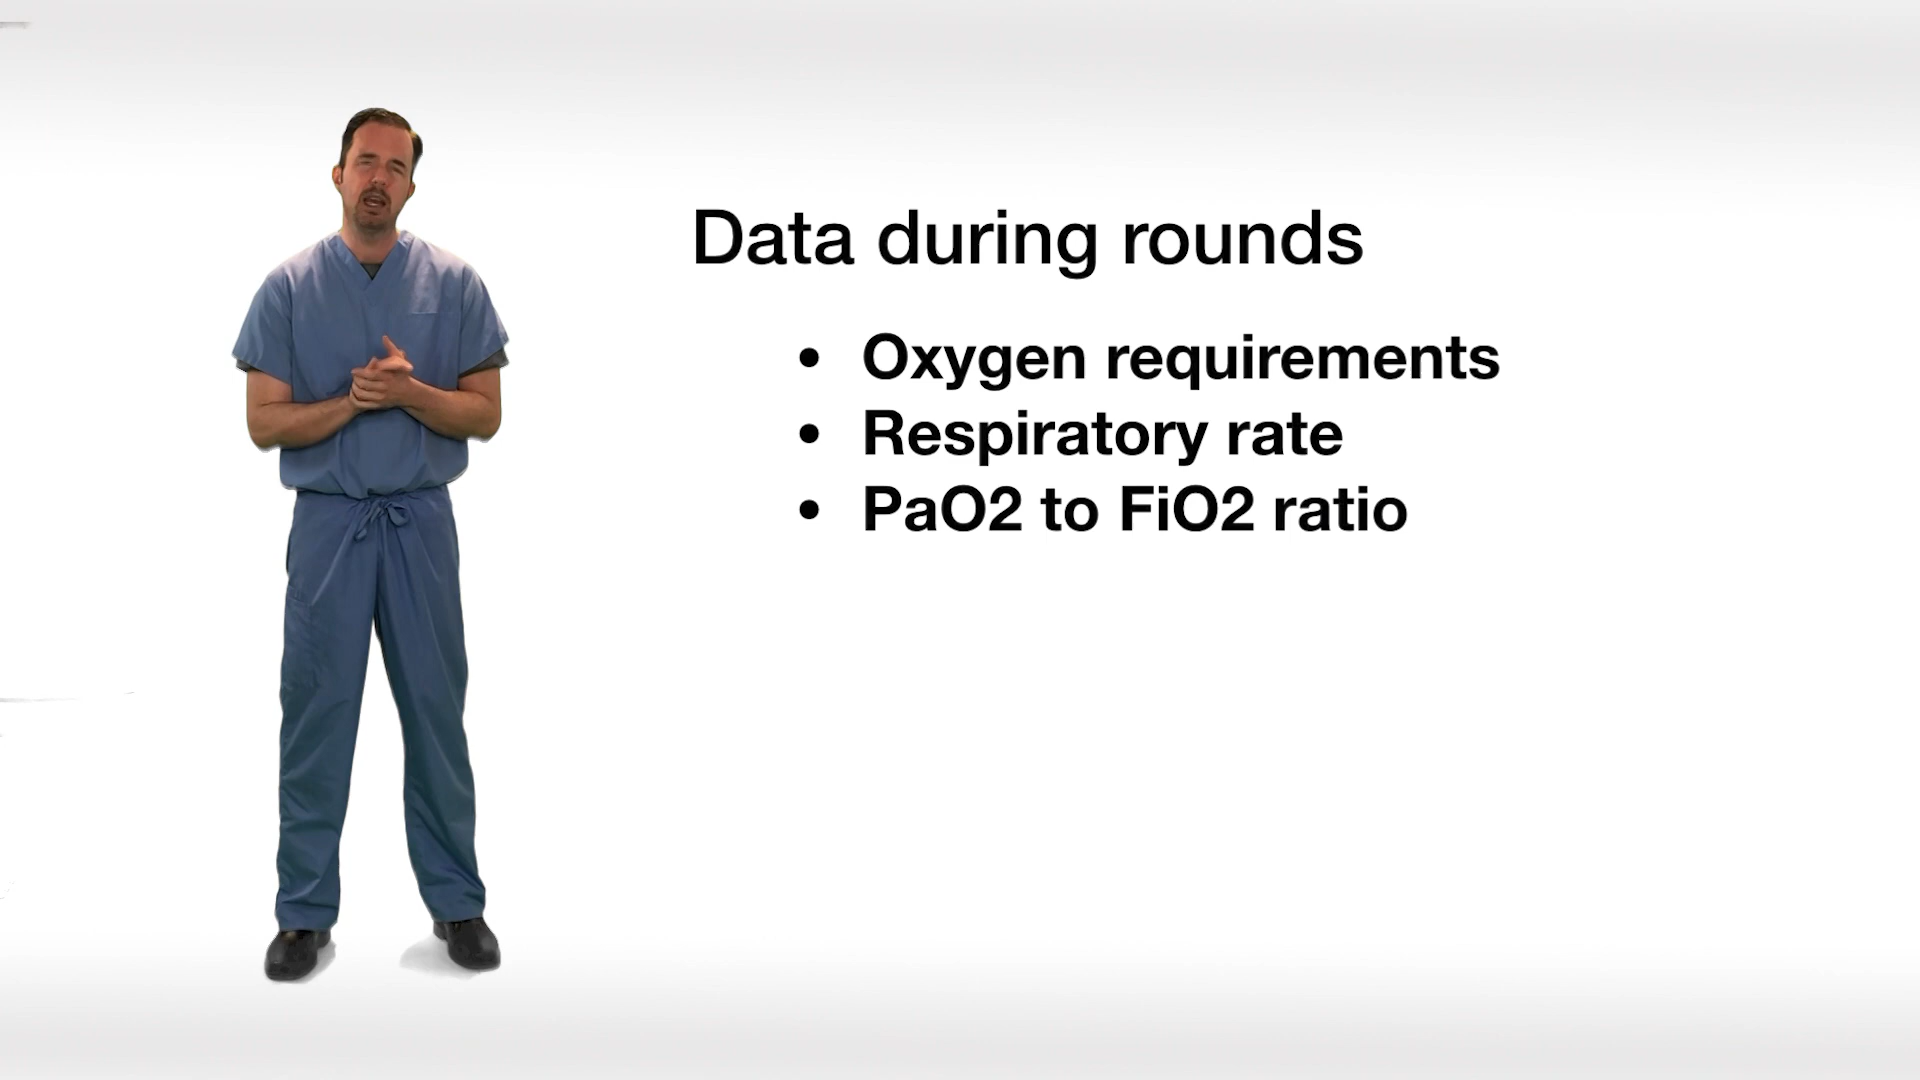 Data during rounds
• Oxygen requirements
• Respiratory rate
• PaO2 to FiO2 ratio